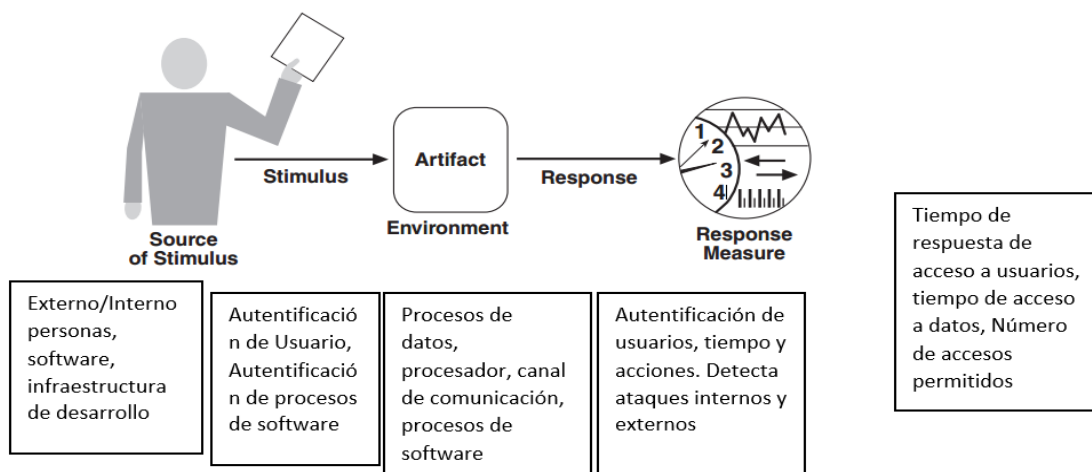 1
2
3
4
Artifact
Stimulus
Response
Environment
Source
of Stimulus
Response
Measure
Externo/Interno
personas,
software,
infraestructura
de desarrollo
Autentificació
n de Usuario,
Autentificació
n de procesos
de software
Procesos de
datos,
procesador, canal
de comunicación,
procesos de
software
Autentificación de
usuarios, tiempo y
acciones. Detecta
ataques internos y
externos
Tiempo de
respuesta de
acceso a usuarios,
tiempo de acceso
a datos, Número
de accesos
permitidos